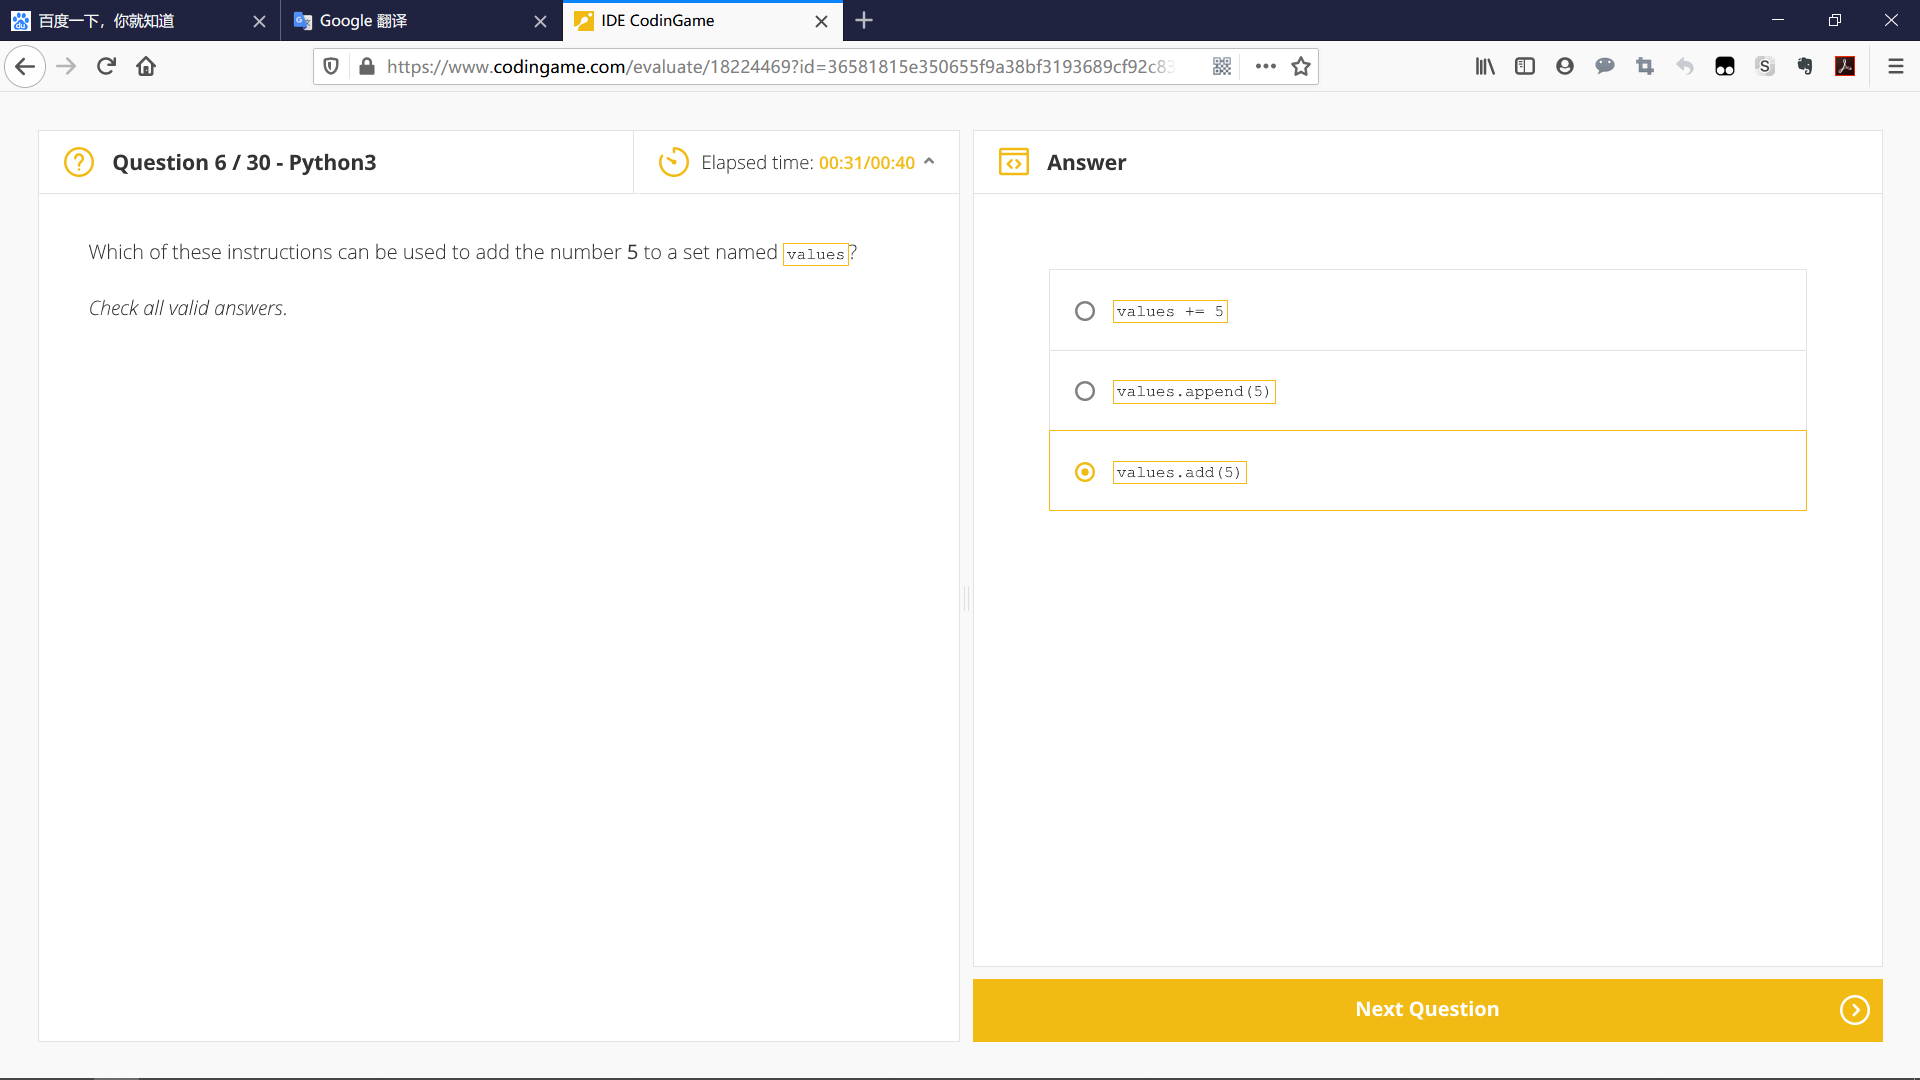 百度一下，你就知道
Google 翻译
IDE CodinGame
https://www.codingame.com/evaluate/18224469?id=36581815e350655f9a38bf3193689cf92c83
Question 6 / 30 - Python3
Elapsed time: 00:31/00:40
Answer
Which of these instructions can be used to add the number 5 to a set named values?
Check all valid answers.
values += 5
values.append(5)
values.add(5)
Next Question